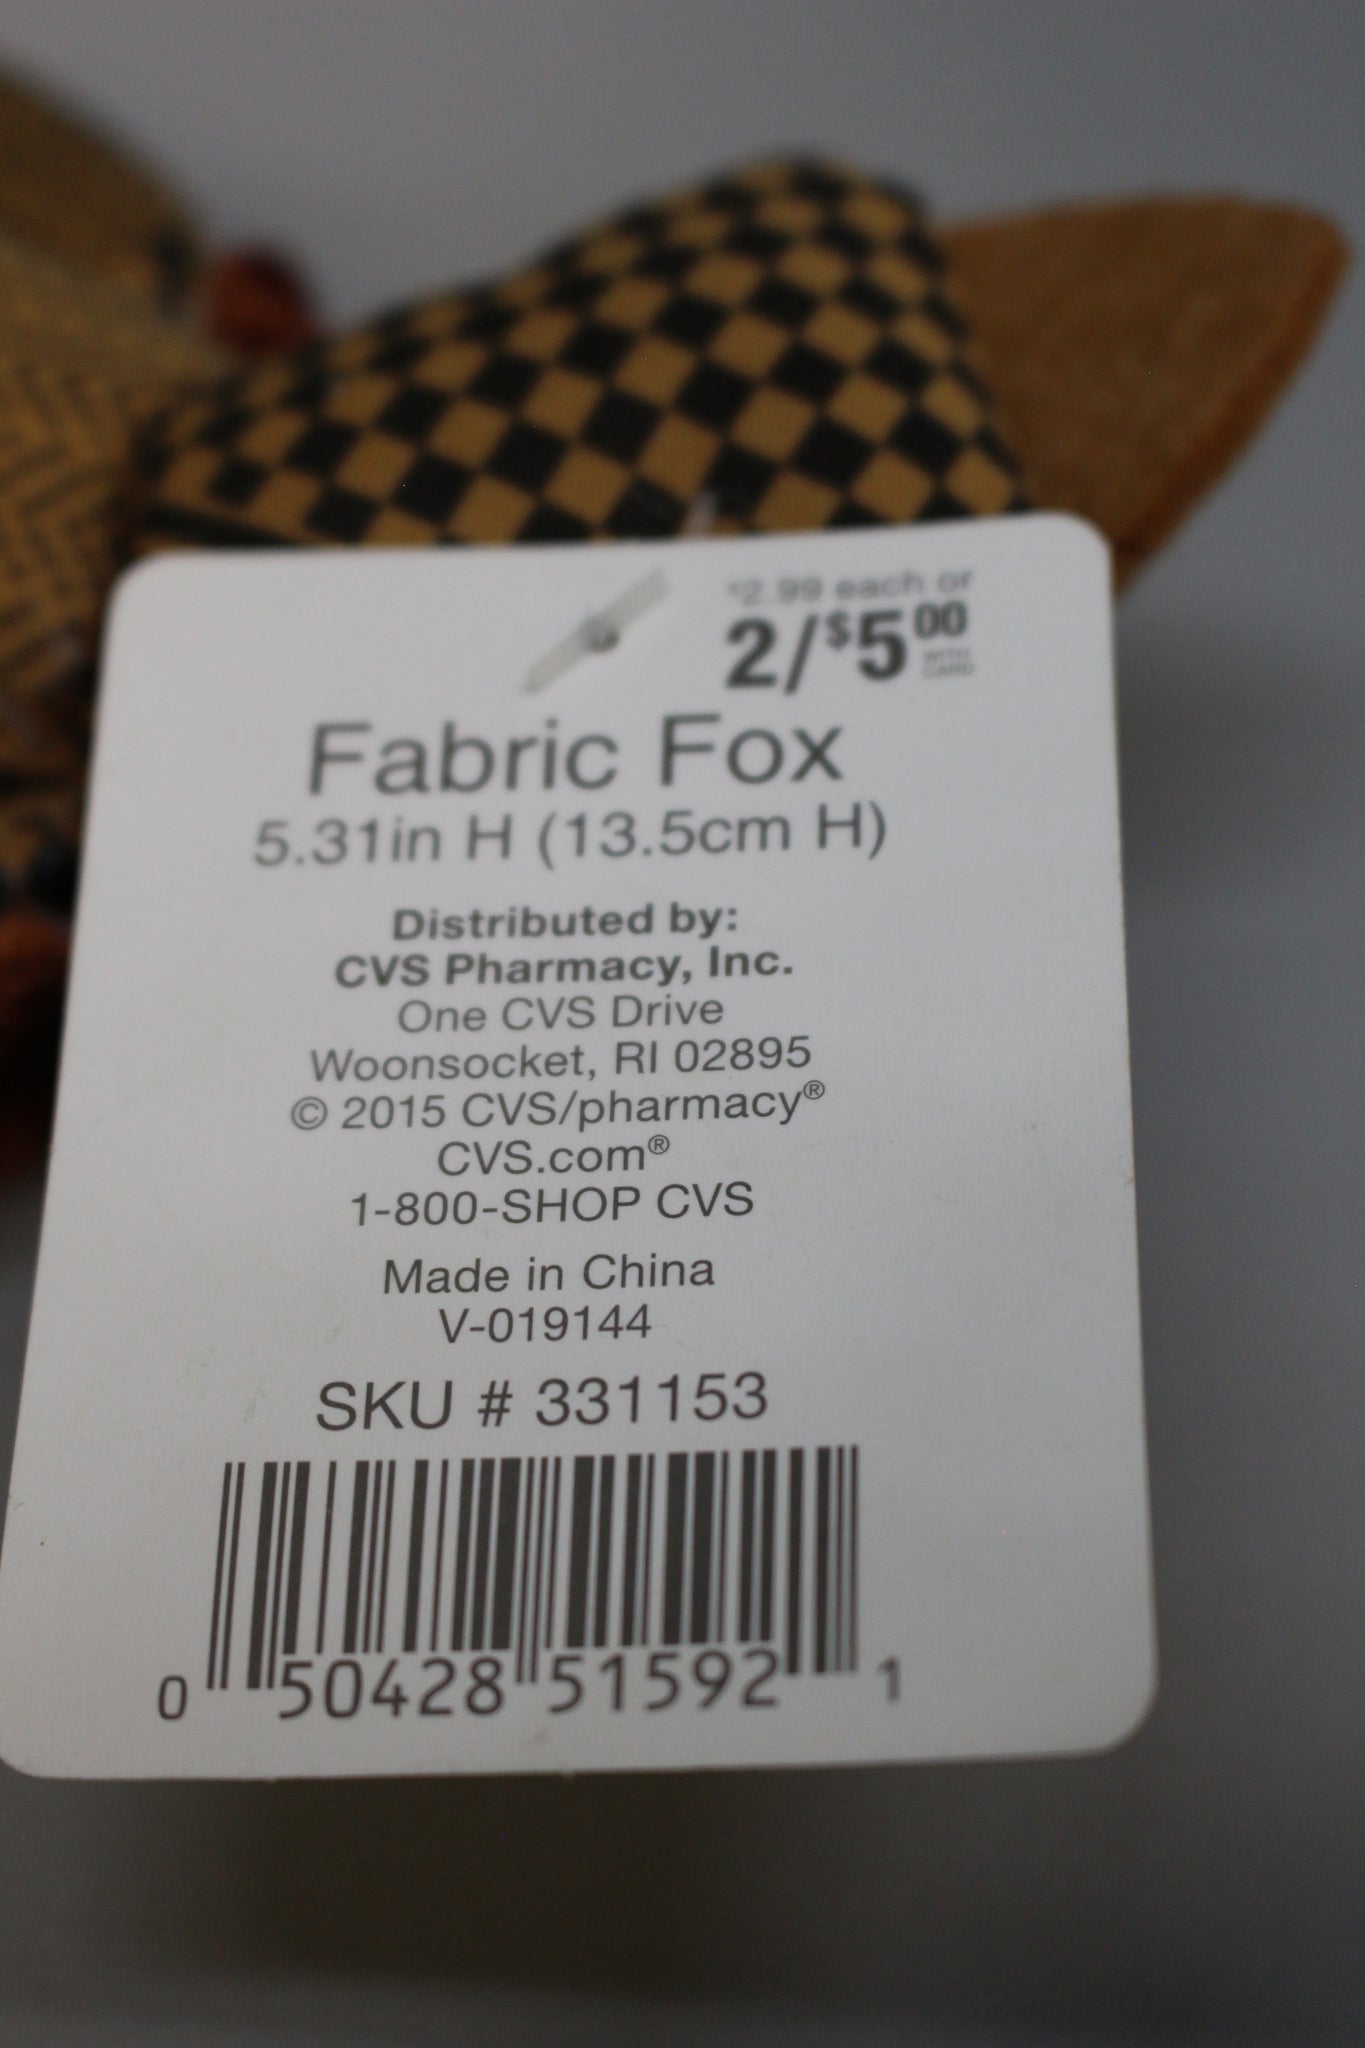 $2.99 each or
2/$5.00 WITH CARD
Fabric Fox
5.31in H (13.5cm H)
Distributed by:
CVS Pharmacy, Inc.
One CVS Drive
Woonsocket, RI 02895
© 2015 CVS/pharmacy®
CVS.com®
1-800-SHOP CVS
Made in China
V-019144
SKU # 331153
0 50428 51592 1